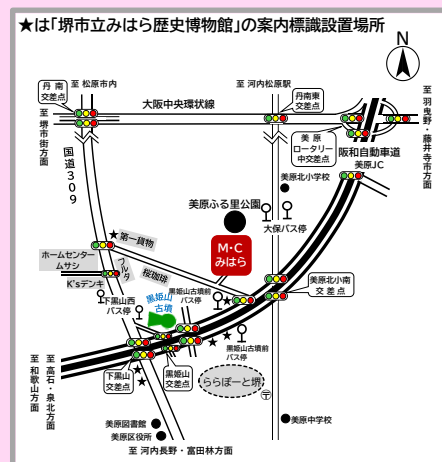 ★は「堺市立みはら歴史博物館」の案内標識設置場所
N
至 松原市内
至 河内松原駅
丹 南
交差点
丹南東
交差点
大阪中央環状線
至 堺市街方面
至 羽曳野・藤井寺市方面
美 原
ロータリー
中交差点
阪和自動車道
美原JC
国道309
美原北小学校
美原ふる里公園
大保バス停
★
第一貨物
M・C
みはら
ホームセンター
ムサシ
K'sデンキ
桜珈琲
黒姫山古墳前
バス停
美原北小南
交 差 点
下黒山西
バス停
黒姫山
古墳
★
黒姫山古墳前
バス停
★
★
★
★
下黒山
交差点
黒姫山
交差点
ららぽーと堺
〒
至 和歌山方面
至 高石・泉北方面
美原図書館
美原区役所
美原中学校
至 河内長野・富田林方面